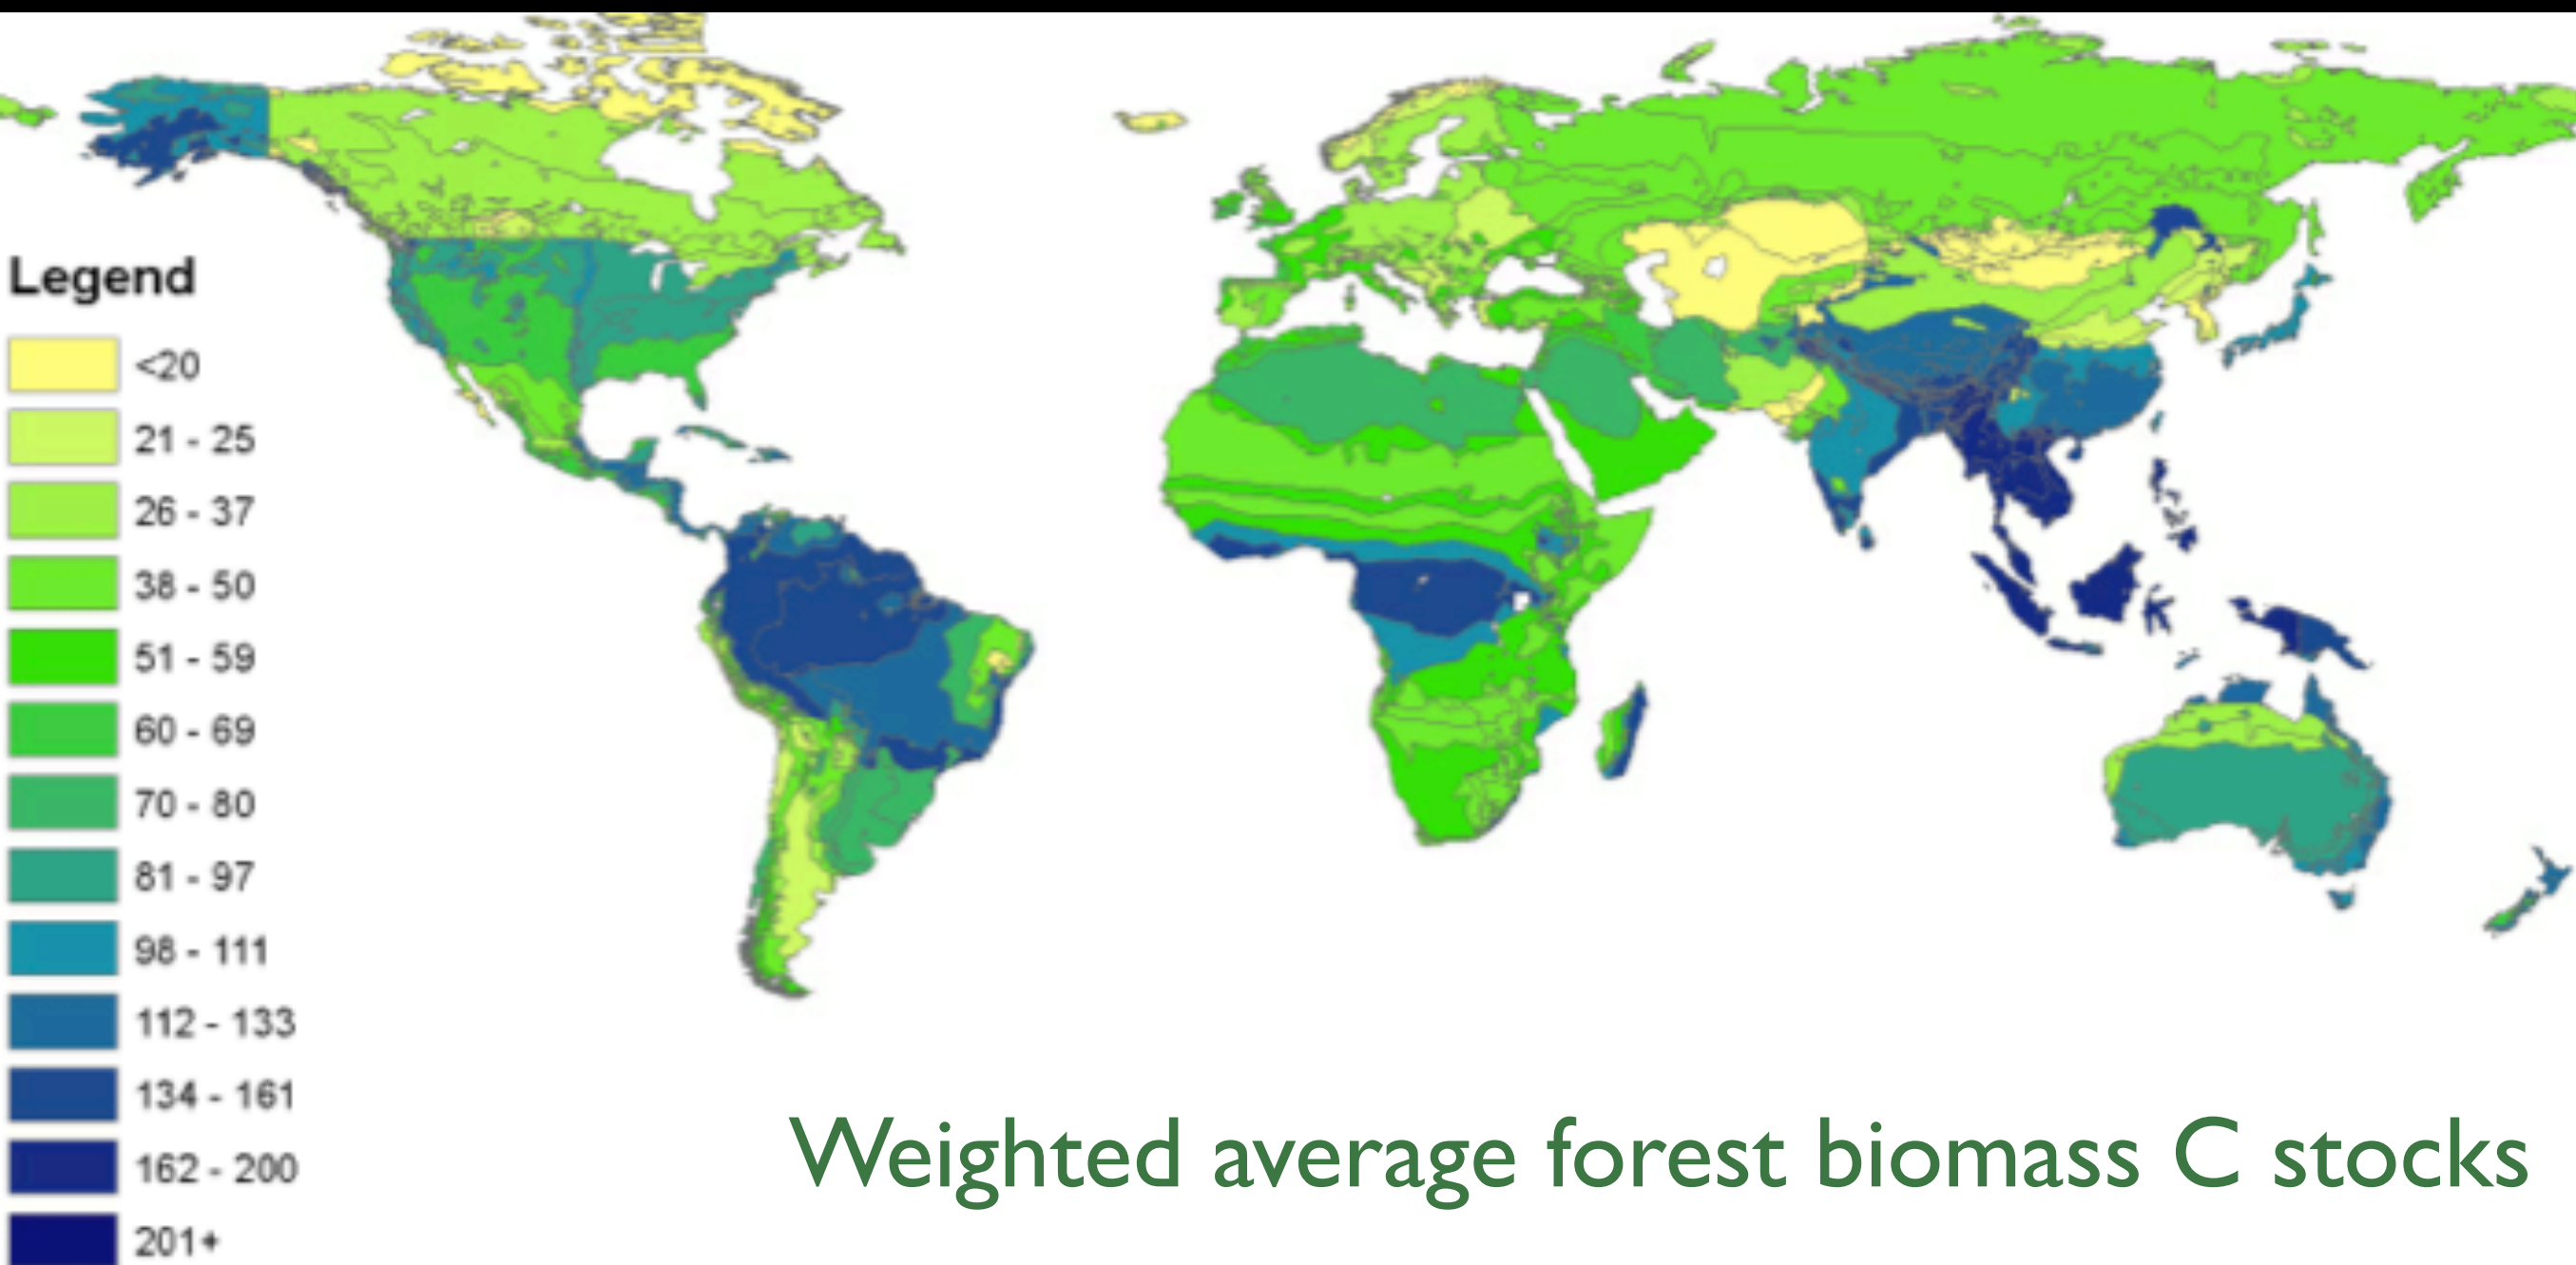 Legend
<20
21 - 25
26 - 37
38 - 50
51 - 59
60 - 69
70 - 80
81 - 97
98 - 111
112 - 133
134 - 161
162 - 200
201+
Weighted average forest biomass C stocks